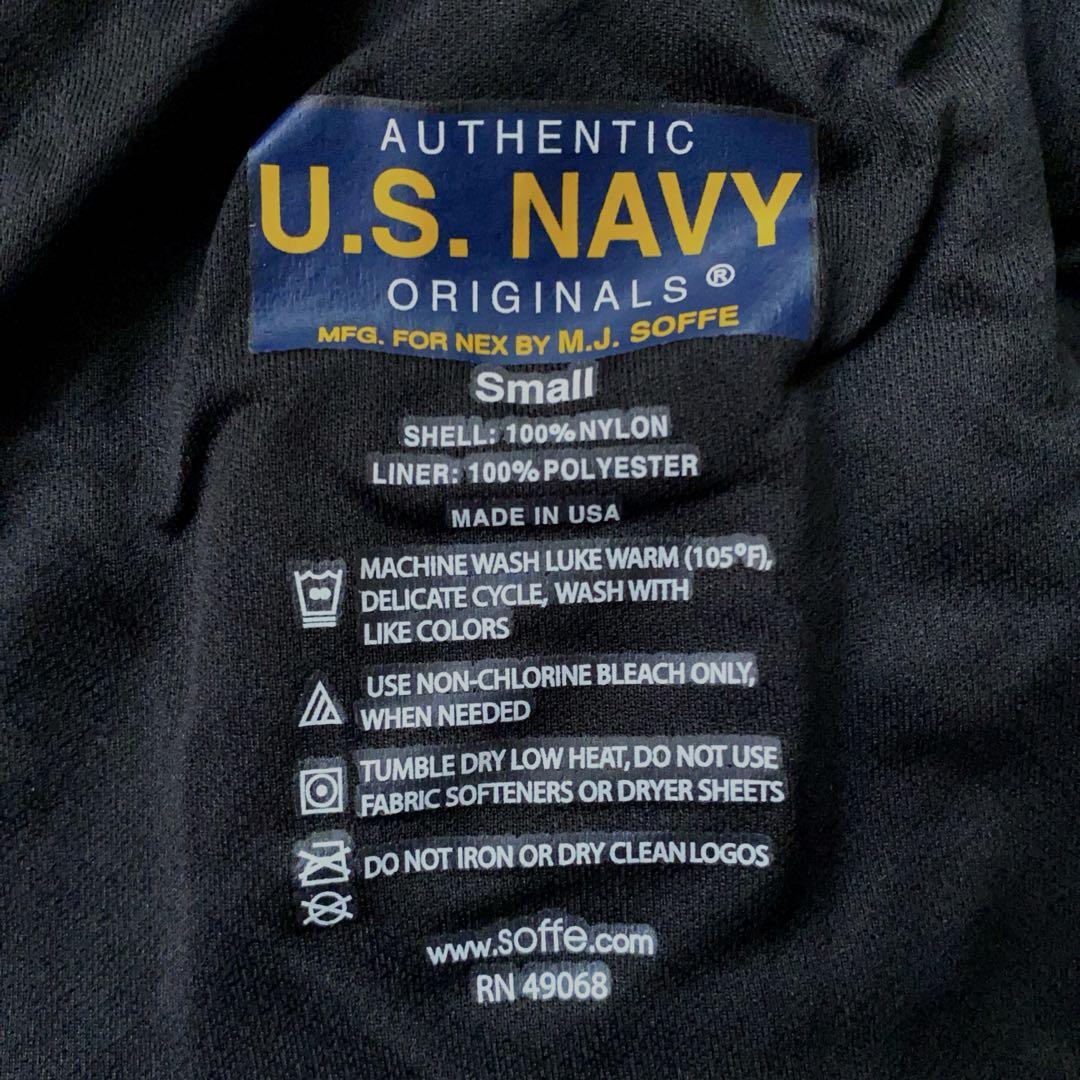 AUTHENTIC
U.S. NAVY
ORIGINALS®
MFG. FOR NEX BY M.J. SOFFE
Small
SHELL: 100% NYLON
LINER: 100% POLYESTER
MADE IN USA
MACHINE WASH LUKE WARM (105°F),
DELICATE CYCLE, WASH WITH
LIKE COLORS
USE NON-CHLORINE BLEACH ONLY,
WHEN NEEDED
TUMBLE DRY LOW HEAT, DO NOT USE
FABRIC SOFTENERS OR DRYER SHEETS
DO NOT IRON OR DRY CLEAN LOGOS
www.soffe.com
RN 49068